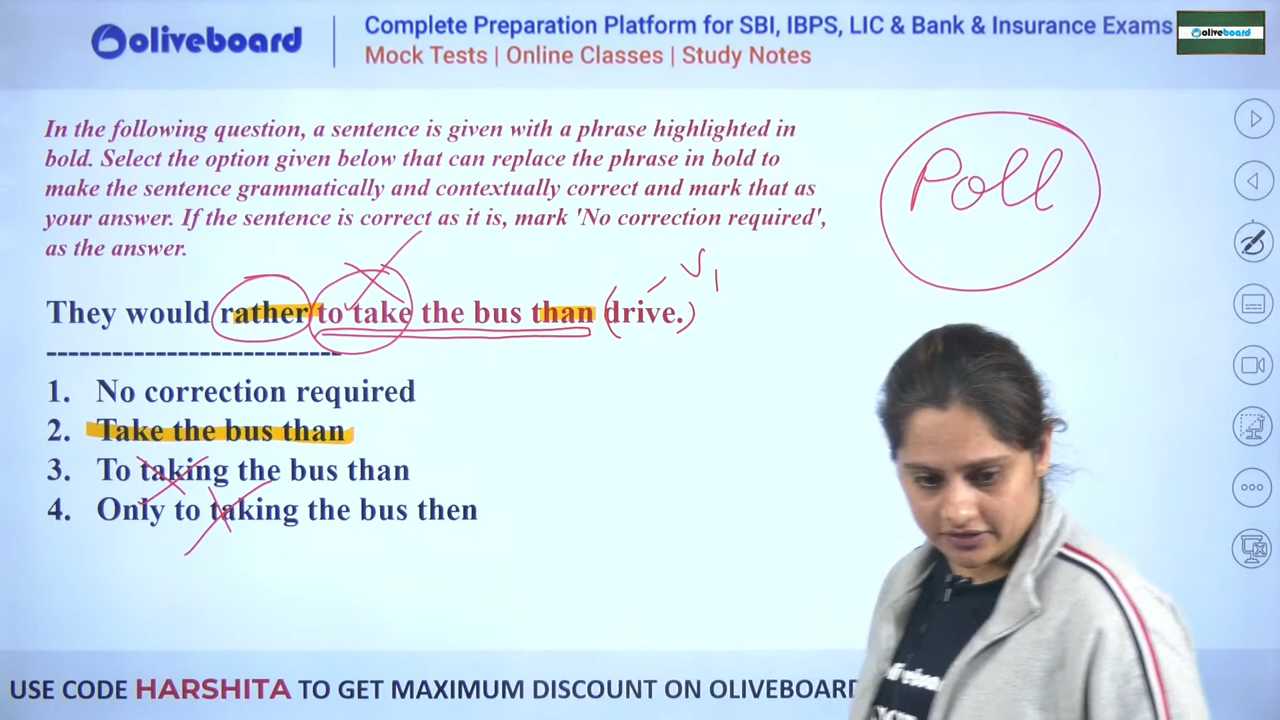 oliveboard
Complete Preparation Platform for SBI, IBPS, LIC & Bank & Insurance Exams
Mock Tests | Online Classes | Study Notes
oliveboard
In the following question, a sentence is given with a phrase highlighted in
bold. Select the option given below that can replace the phrase in bold to
make the sentence grammatically and contextually correct and mark that as
your answer. If the sentence is correct as it is, mark 'No correction required',
as the answer.
Poll
V1
They would rather to take the bus than drive.
---------------------------
1. No correction required
2. Take the bus than
3. To taking the bus than
4. Only to taking the bus then
USE CODE HARSHITA TO GET MAXIMUM DISCOUNT ON OLIVEBOARD